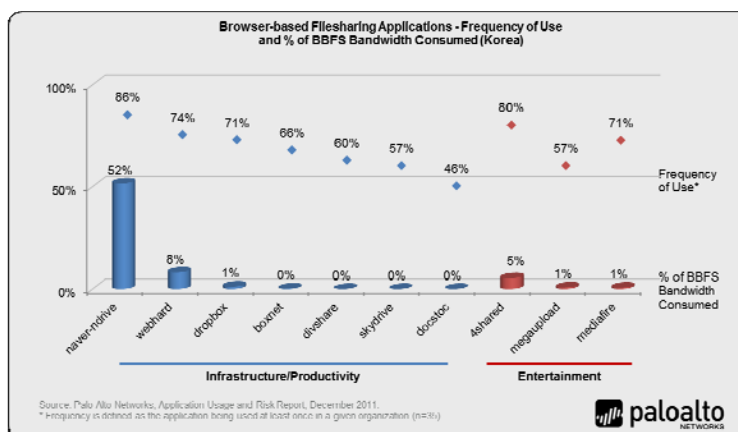 Browser-based Filesharing Applications - Frequency of Use
and % of BBFS Bandwidth Consumed (Korea)
100%
86%
74%
71%
66%
60%
57%
46%
80%
57%
71%
52%
50%
Frequency
of Use*
8%
1%
0%
0%
0%
0%
5%
1%
1%
0%
% of BBFS
Bandwidth
Consumed
naver-ndrive
webhard
dropbox
boxnet
divshare
skydrive
docstoc
4shared
megaupload
mediafire
Infrastructure/Productivity
Entertainment
Source: Palo Alto Networks, Application Usage and Risk Report, December 2011.
* Frequency is defined as the application being used at least once in a given organization (n=35)
paloalto
NETWORKS